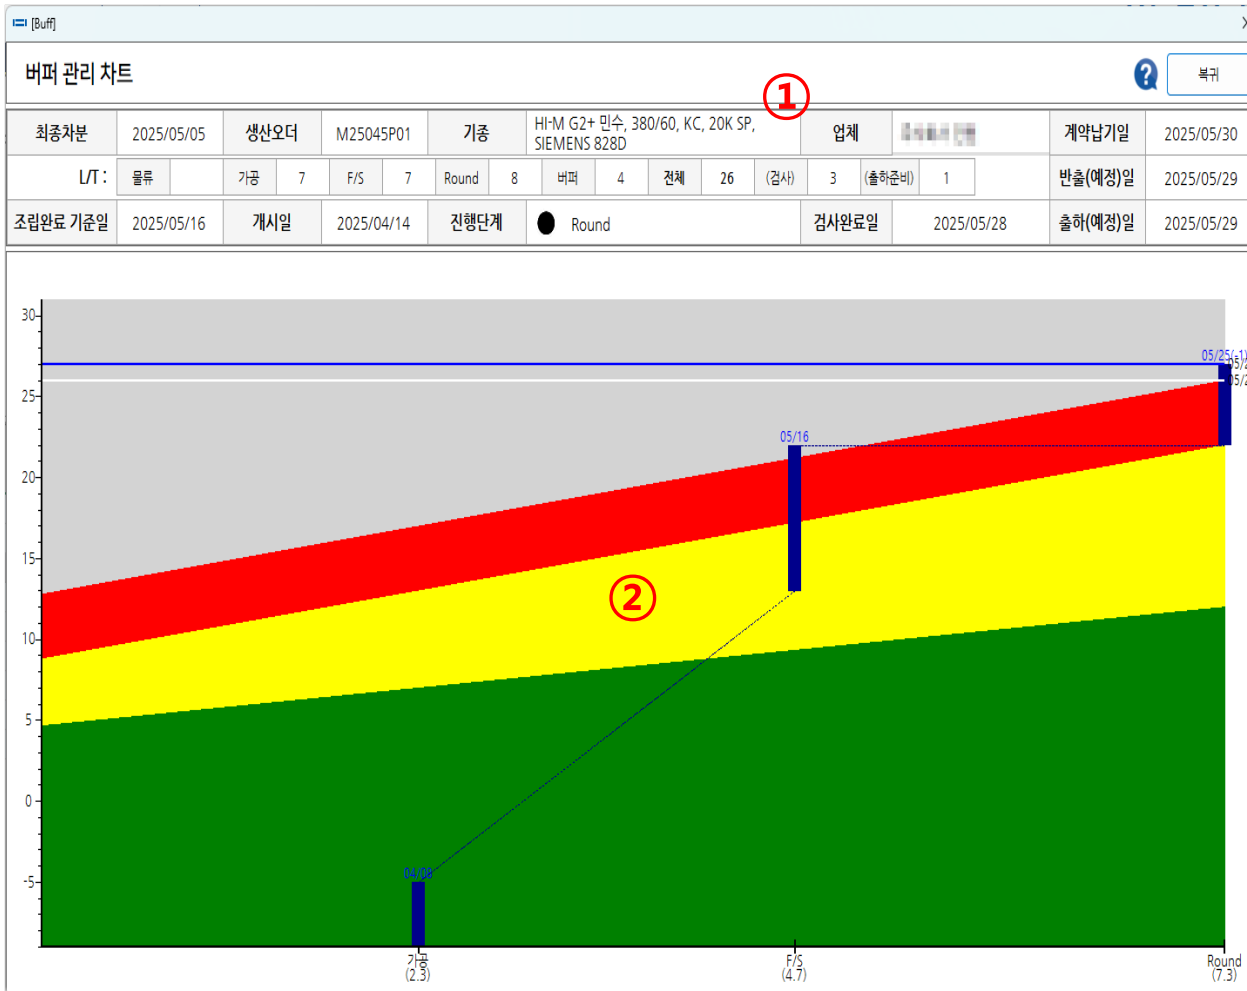 [Buff]
버퍼 관리 차트
? 복귀
①
최종차분 2025/05/05 생산오더 M25045P01 기종 HI-M G2+ 민수, 380/60, KC, 20K SP, SIEMENS 828D 업체 계약납기일 2025/05/30
L/T : 물류 가공 7 F/S 7 Round 8 버퍼 4 전체 26 (검사) 3 (출하준비) 1 반출(예정)일 2025/05/29
조립완료 기준일 2025/05/16 개시일 2025/04/14 진행단계 Round 검사완료일 2025/05/28 출하(예정)일 2025/05/29
30
05/25(-1)
25
05/16
20
15
②
10
5
0
04/08
-5
가공 F/S Round
(2.3) (4.7) (7.3)